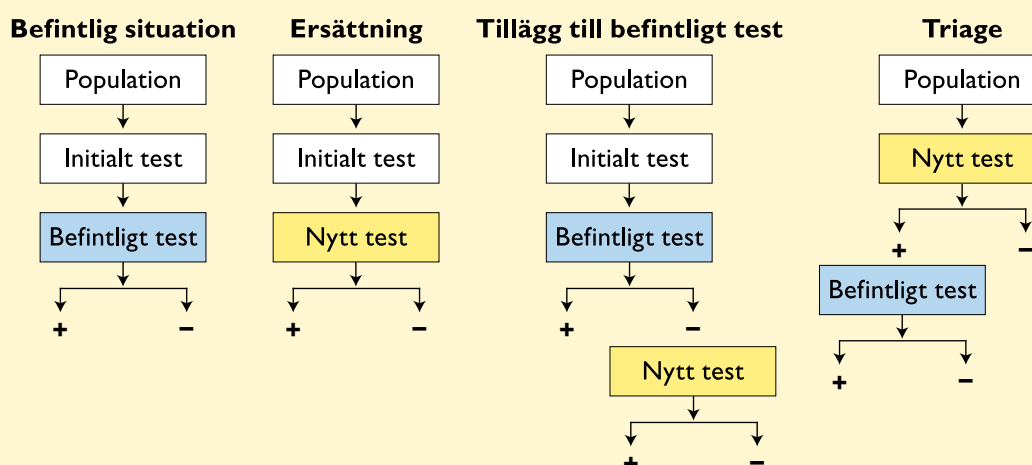 Befintlig situation
Population
Initialt test
Befintligt test
+ −
Ersättning
Population
Initialt test
Nytt test
+ −
Tillägg till befintligt test
Population
Initialt test
Befintligt test
+ −
Nytt test
+ −
Triage
Population
Nytt test
+ −
Befintligt test
+ −